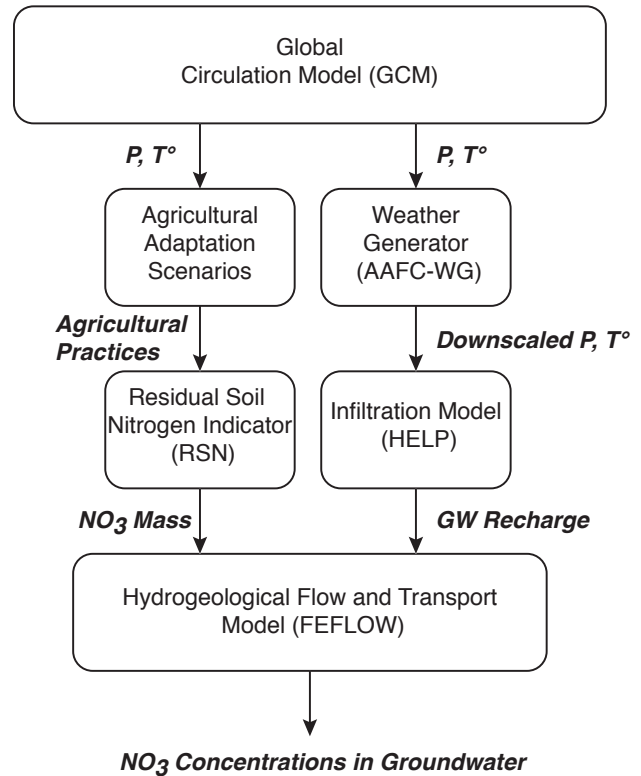 Global
Circulation Model (GCM)
P, T°
P, T°
Agricultural
Adaptation
Scenarios
Weather
Generator
(AAFC-WG)
Agricultural
Practices
Downscaled P, T°
Residual Soil
Nitrogen Indicator
(RSN)
Infiltration Model
(HELP)
NO3 Mass
GW Recharge
Hydrogeological Flow and Transport
Model (FEFLOW)
NO3 Concentrations in Groundwater